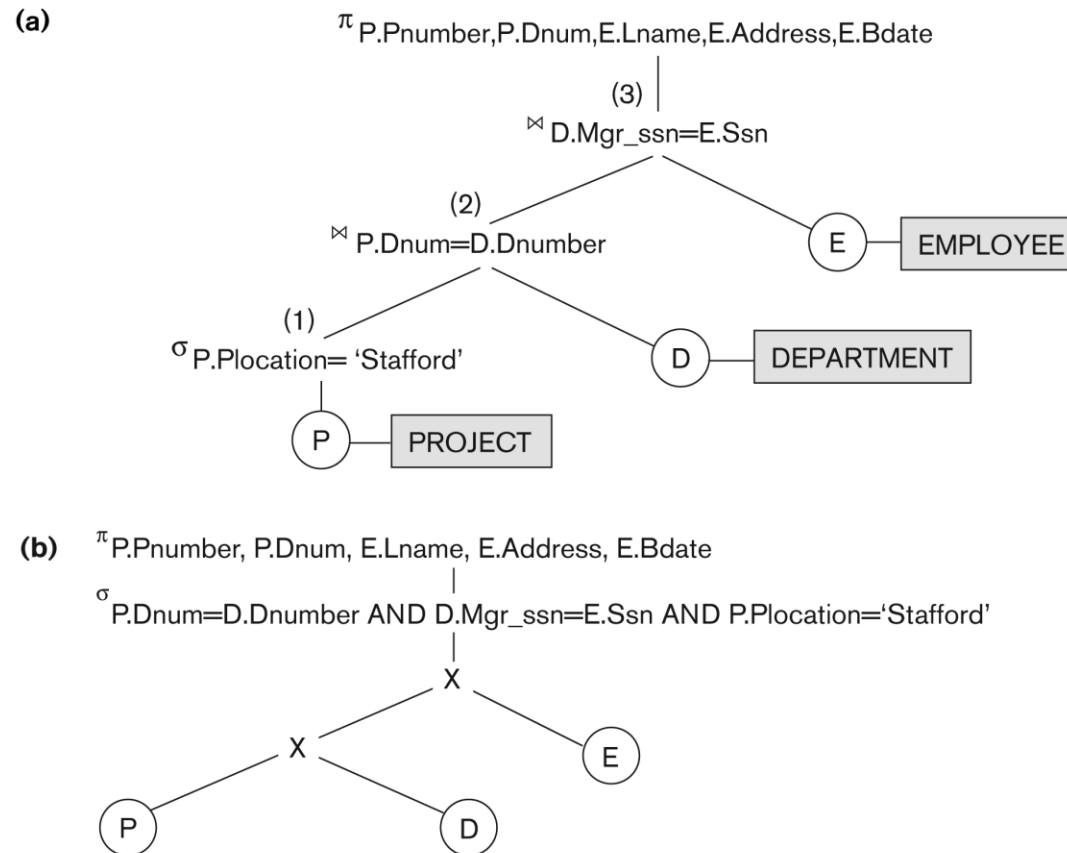 (a)
π P.Pnumber,P.Dnum,E.Lname,E.Address,E.Bdate
(3)
⋈ D.Mgr_ssn=E.Ssn
(2)
⋈ P.Dnum=D.Dnumber
E
EMPLOYEE
(1)
σ P.Plocation= ‘Stafford’
D
DEPARTMENT
P
PROJECT
(b)
π P.Pnumber, P.Dnum, E.Lname, E.Address, E.Bdate
σ P.Dnum=D.Dnumber AND D.Mgr_ssn=E.Ssn AND P.Plocation=‘Stafford’
X
X
E
P
D